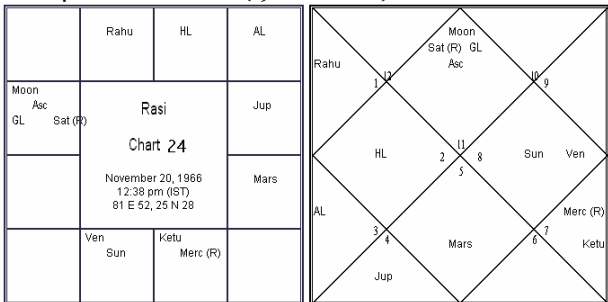 Rahu
HL
AL
Moon
Asc
GL Sat (R)
Rasi
Chart 24
November 20, 1966
12:38 pm (IST)
81 E 52, 25 N 28
Jup
Mars
Ven
Sun
Ketu
Merc (R)
Moon
Sat (R) GL
Asc
Rahu
12
1
10
9
HL
11
2
8
5
Sun Ven
AL
3
4
Mars
7
6
Merc (R)
Ketu
Jup